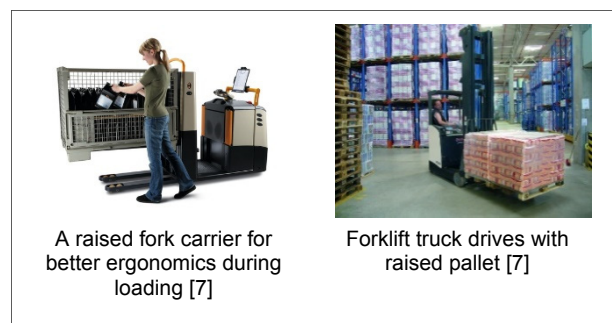 A raised fork carrier for
better ergonomics during
loading [7]
Forklift truck drives with
raised pallet [7]